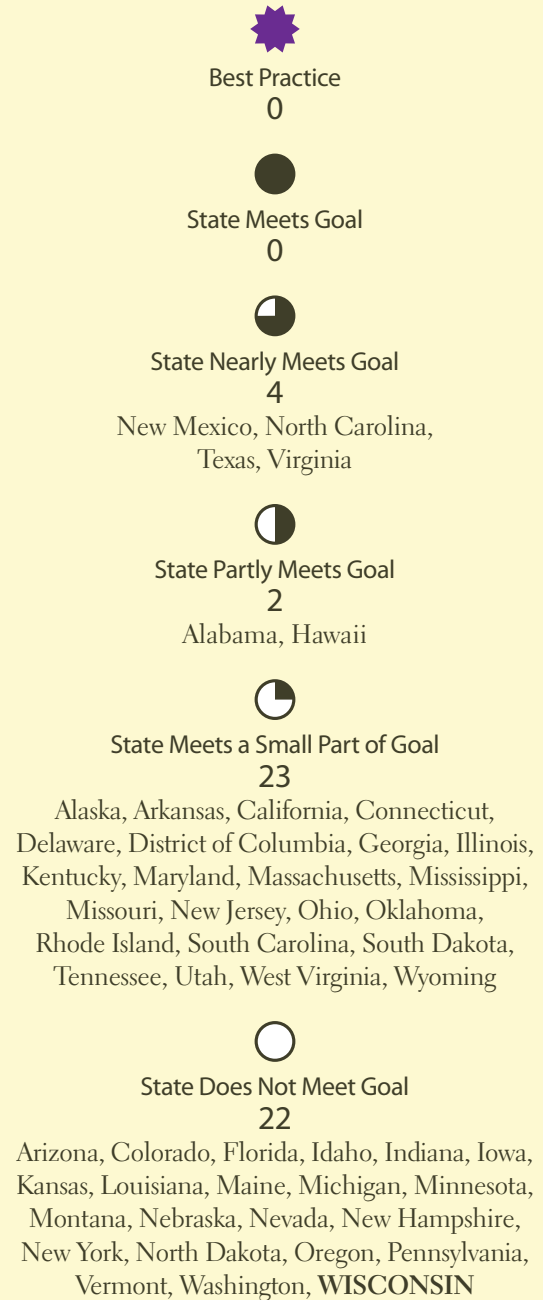 Best Practice
0
State Meets Goal
0
State Nearly Meets Goal
4
New Mexico, North Carolina,
Texas, Virginia
State Partly Meets Goal
2
Alabama, Hawaii
State Meets a Small Part of Goal
23
Alaska, Arkansas, California, Connecticut,
Delaware, District of Columbia, Georgia, Illinois,
Kentucky, Maryland, Massachusetts, Mississippi,
Missouri, New Jersey, Ohio, Oklahoma,
Rhode Island, South Carolina, South Dakota,
Tennessee, Utah, West Virginia, Wyoming
State Does Not Meet Goal
22
Arizona, Colorado, Florida, Idaho, Indiana, Iowa,
Kansas, Louisiana, Maine, Michigan, Minnesota,
Montana, Nebraska, Nevada, New Hampshire,
New York, North Dakota, Oregon, Pennsylvania,
Vermont, Washington, WISCONSIN